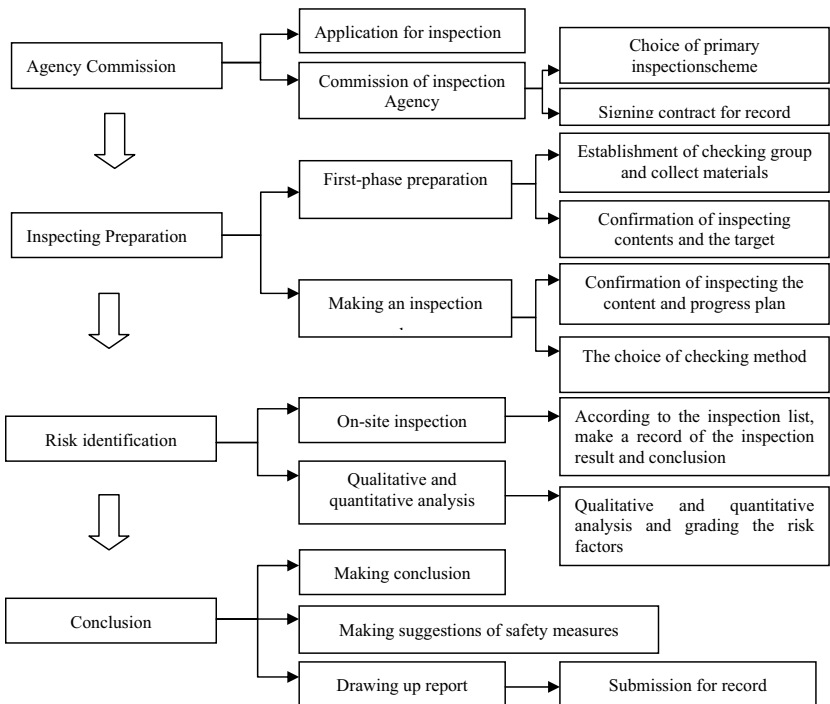 Agency Commission
Application for inspection
Commission of inspection
Agency
Choice of primary
inspectionscheme
Signing contract for record
Inspecting Preparation
First-phase preparation
Establishment of checking group
and collect materials
Confirmation of inspecting
contents and the target
Making an inspection
Confirmation of inspecting the
content and progress plan
The choice of checking method
Risk identification
On-site inspection
According to the inspection list,
make a record of the inspection
result and conclusion
Qualitative and
quantitative analysis
Qualitative and quantitative
analysis and grading the risk
factors
Conclusion
Making conclusion
Making suggestions of safety measures
Drawing up report
Submission for record